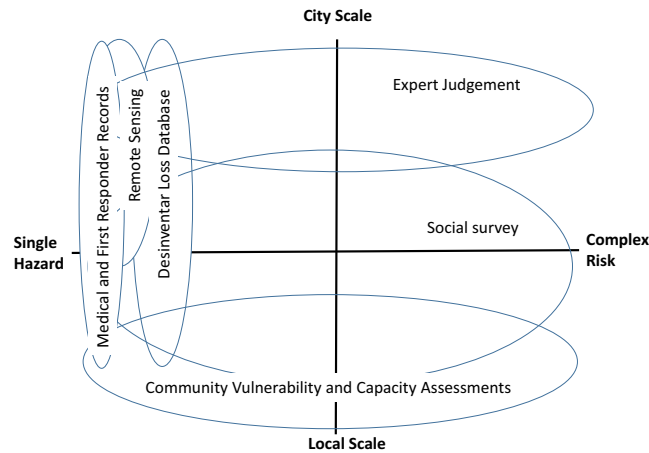 City Scale
Expert Judgement
Medical and First Responder Records
Remote Sensing
Desinventar Loss Database
Social survey
Single
Hazard
Complex
Risk
Community Vulnerability and Capacity Assessments
Local Scale